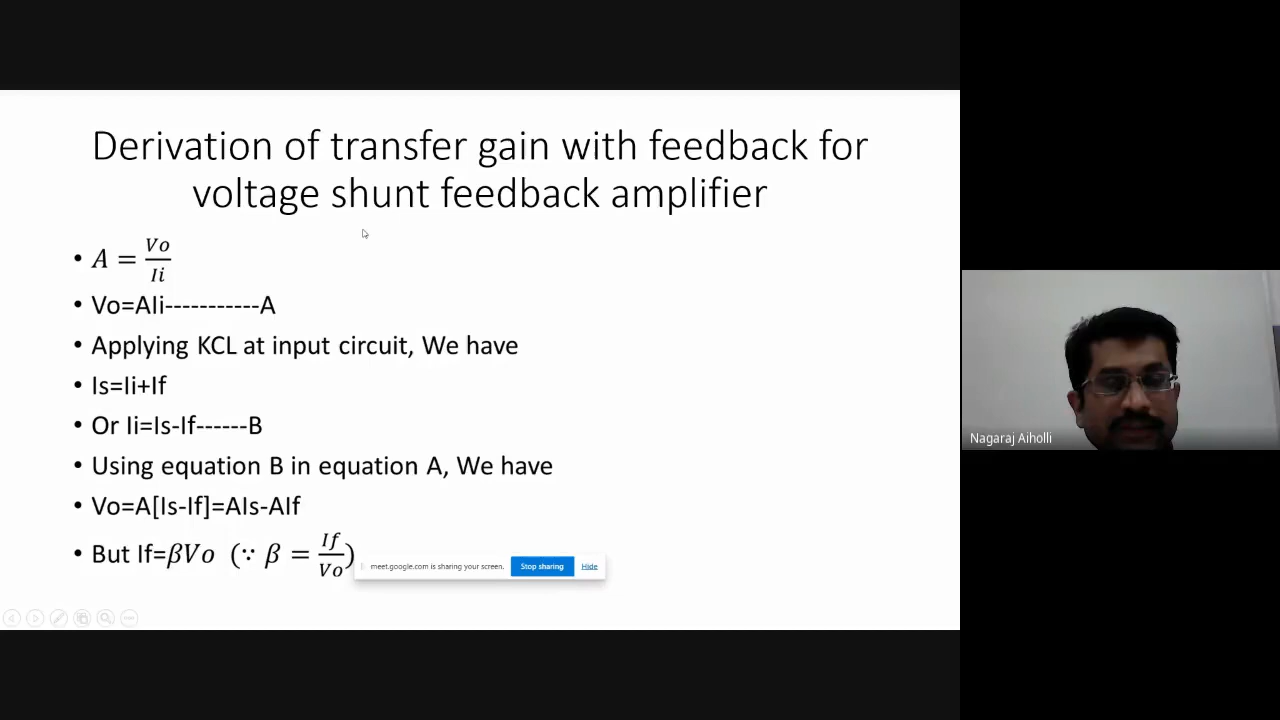 Derivation of transfer gain with feedback for
voltage shunt feedback amplifier
• A = Vo/Ii
• Vo=AIi-----------A
• Applying KCL at input circuit, We have
• Is=Ii+If
• Or Ii=Is-If------B
• Using equation B in equation A, We have
• Vo=A[Is-If]=AIs-AIf
• But If=βVo (∵ β = If/Vo)
meet.google.com is sharing your screen. Stop sharing Hide
Nagaraj Aiholli